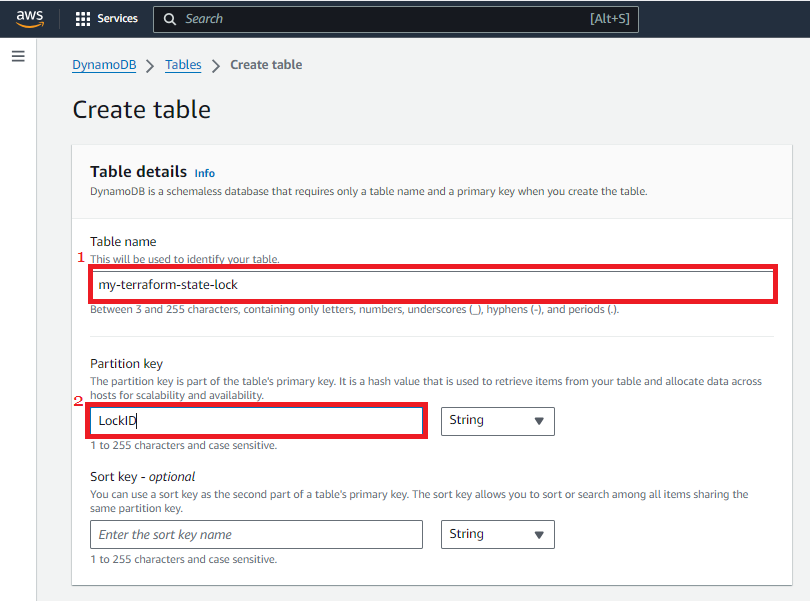 aws Services Search [Alt+S]
DynamoDB Tables Create table
Create table
Table details Info
DynamoDB is a schemaless database that requires only a table name and a primary key when you create the table.
Table name
1 This will be used to identify your table.
my-terraform-state-lock
Between 3 and 255 characters, containing only letters, numbers, underscores (_), hyphens (-), and periods (.).
Partition key
The partition key is part of the table's primary key. It is a hash value that is used to retrieve items from your table and allocate data across
2 hosts for scalability and availability.
LockID String
1 to 255 characters and case sensitive.
Sort key - optional
You can use a sort key as the second part of a table's primary key. The sort key allows you to sort or search among all items sharing the
same partition key.
Enter the sort key name String
1 to 255 characters and case sensitive.